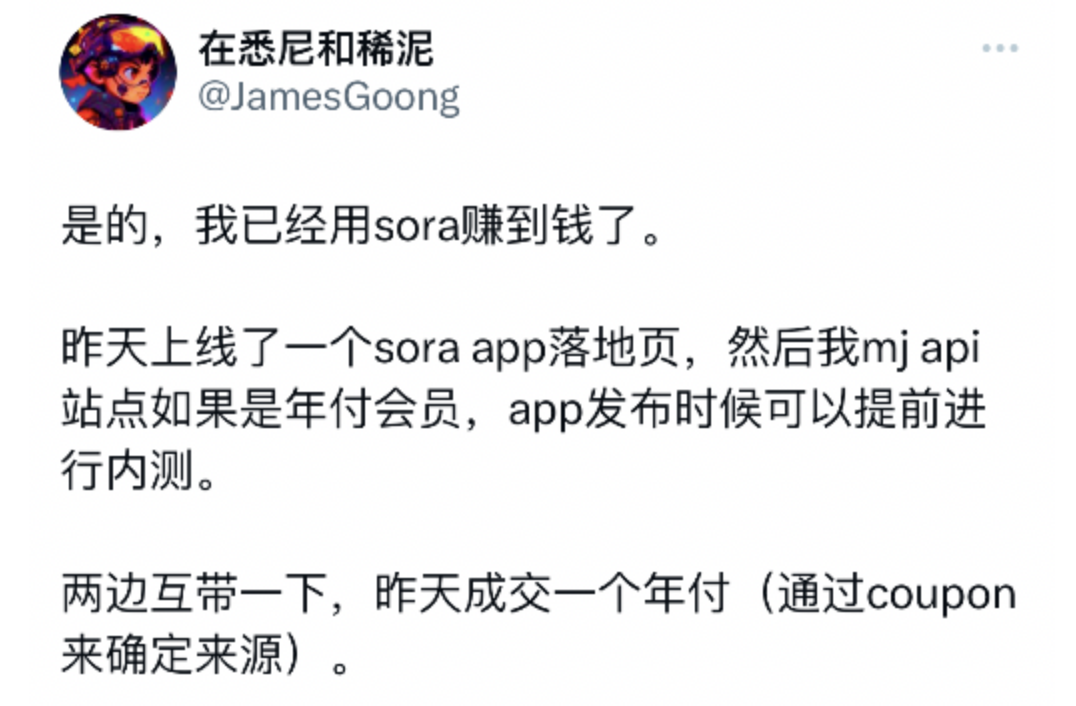 在悉尼和稀泥
@JamesGoong
是的，我已经用sora赚到钱了。
昨天上线了一个sora app落地页，然后我mj api
站点如果是年付会员，app发布时候可以提前进
行内测。
两边互带一下，昨天成交一个年付（通过coupon
来确定来源）。